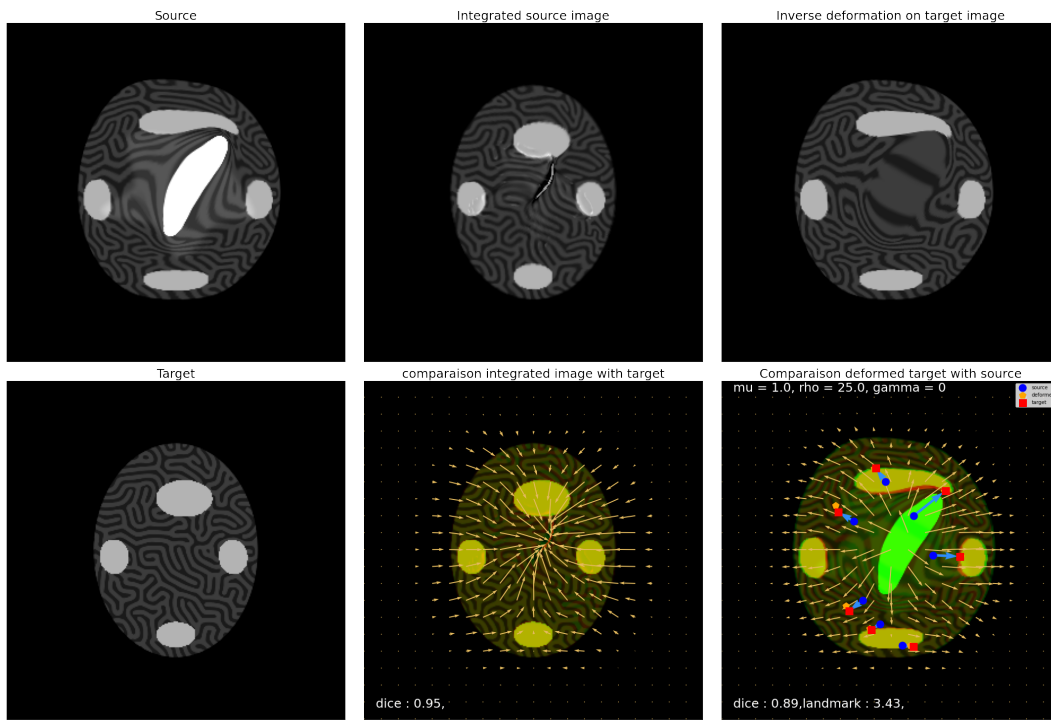 Source
Integrated source image
Inverse deformation on target image
Target
comparaison integrated image with target
Comparaison deformed target with source
mu = 1.0, rho = 25.0, gamma = 0
source
deforme
target
dice : 0.95,
dice : 0.89,landmark : 3.43,